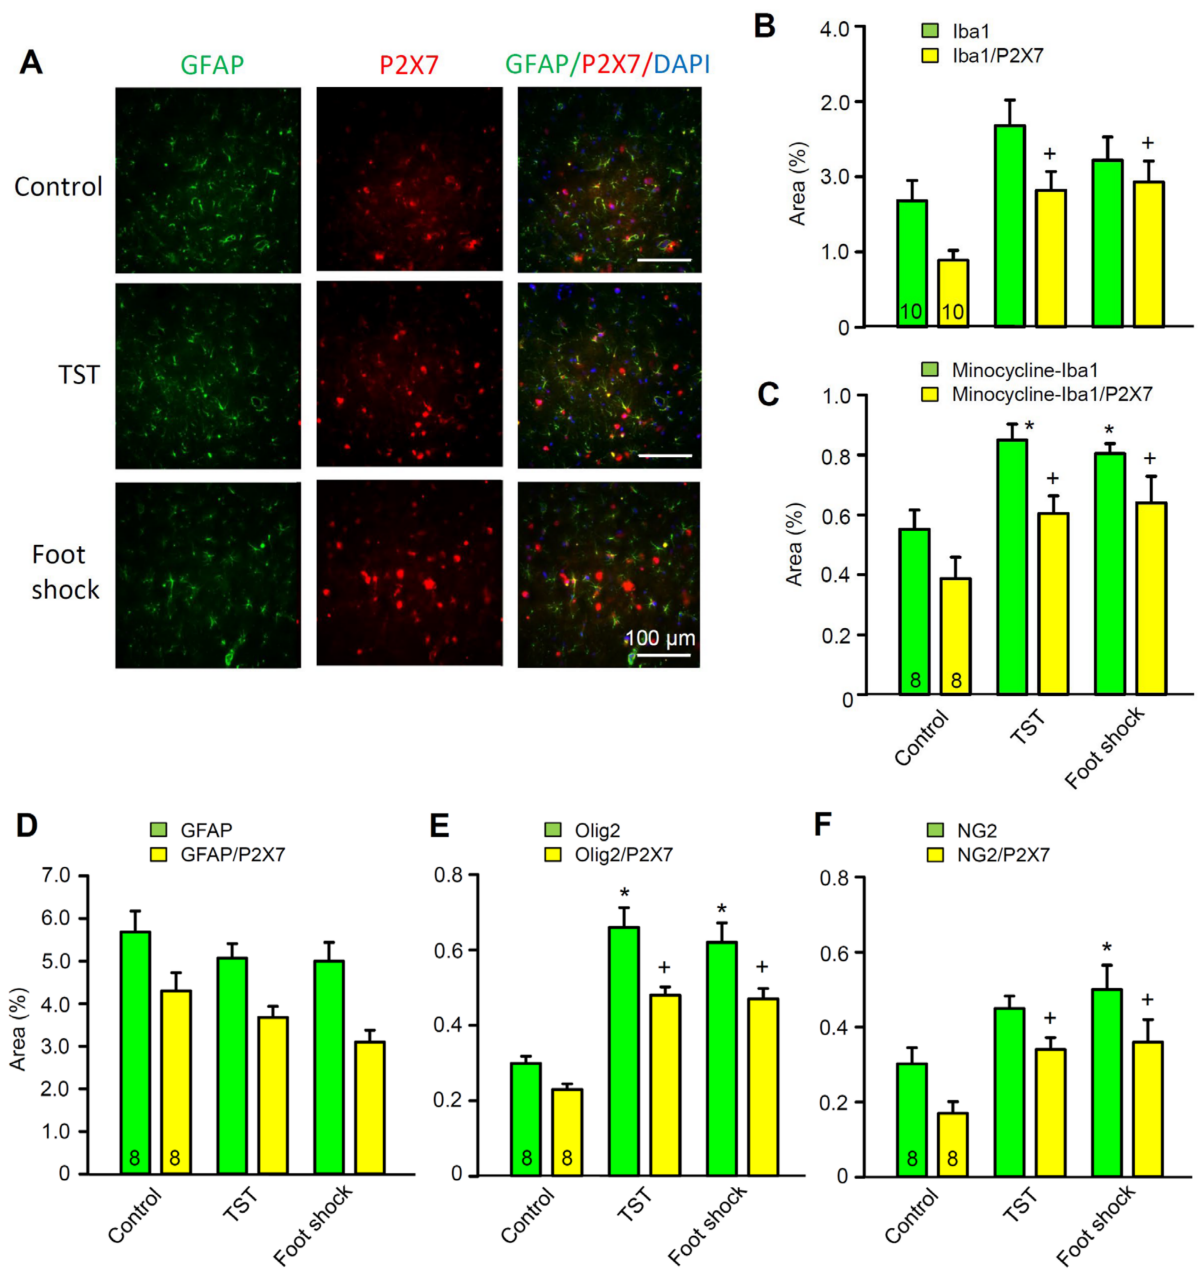 A
GFAP
P2X7
GFAP/P2X7/DAPI
Control
TST
Foot
shock
100 µm
B
Iba1
Iba1/P2X7
4.0
2.0
3.0
1.0
0
Area (%)
10
10
C
Minocycline-Iba1
Minocycline-Iba1/P2X7
1.0
0.8
0.6
0.4
0.2
0
Area (%)
*
+
*
+
+
+
8
8
Control
TST
Foot shock
D
GFAP
GFAP/P2X7
7.0
6.0
5.0
4.0
3.0
2.0
1.0
0
Area (%)
8
8
Control
TST
Foot shock
E
Olig2
Olig2/P2X7
0.8
0.6
0.4
0.2
0
*
+
*
+
8
8
Control
TST
Foot shock
F
NG2
NG2/P2X7
0.8
0.6
0.4
0.2
0
+
*
+
8
8
Control
TST
Foot shock